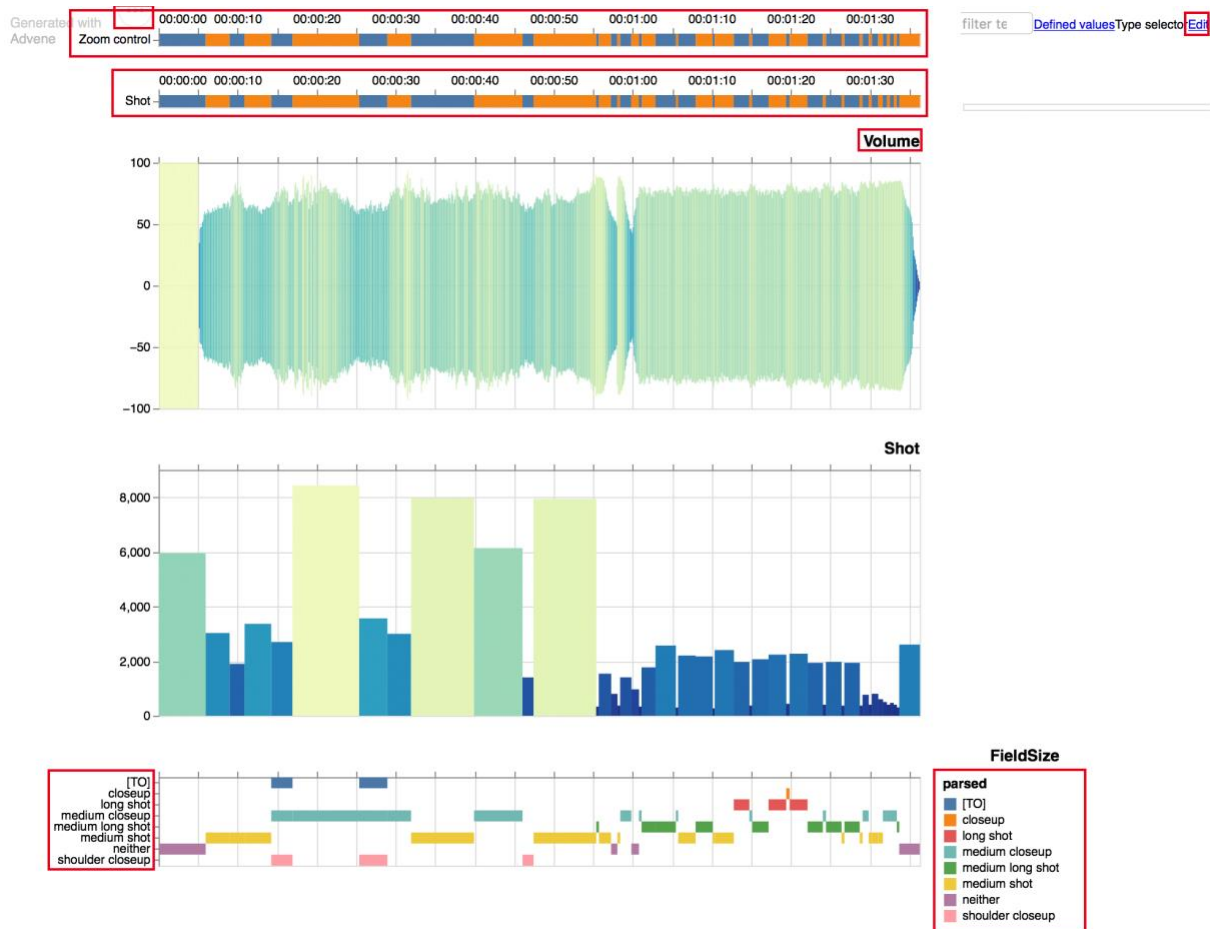 Generated with
Advene
00:00:00 00:00:10 00:00:20 00:00:30 00:00:40 00:00:50 00:01:00 00:01:10 00:01:20 00:01:30
Zoom control
filter te Defined values Type selecto Edit
00:00:00 00:00:10 00:00:20 00:00:30 00:00:40 00:00:50 00:01:00 00:01:10 00:01:20 00:01:30
Shot
Volume
100
50
0
−50
−100
Shot
8,000
6,000
4,000
2,000
0
FieldSize
[TO]
closeup
long shot
medium closeup
medium long shot
medium shot
neither
shoulder closeup
parsed
[TO]
closeup
long shot
medium closeup
medium long shot
medium shot
neither
shoulder closeup